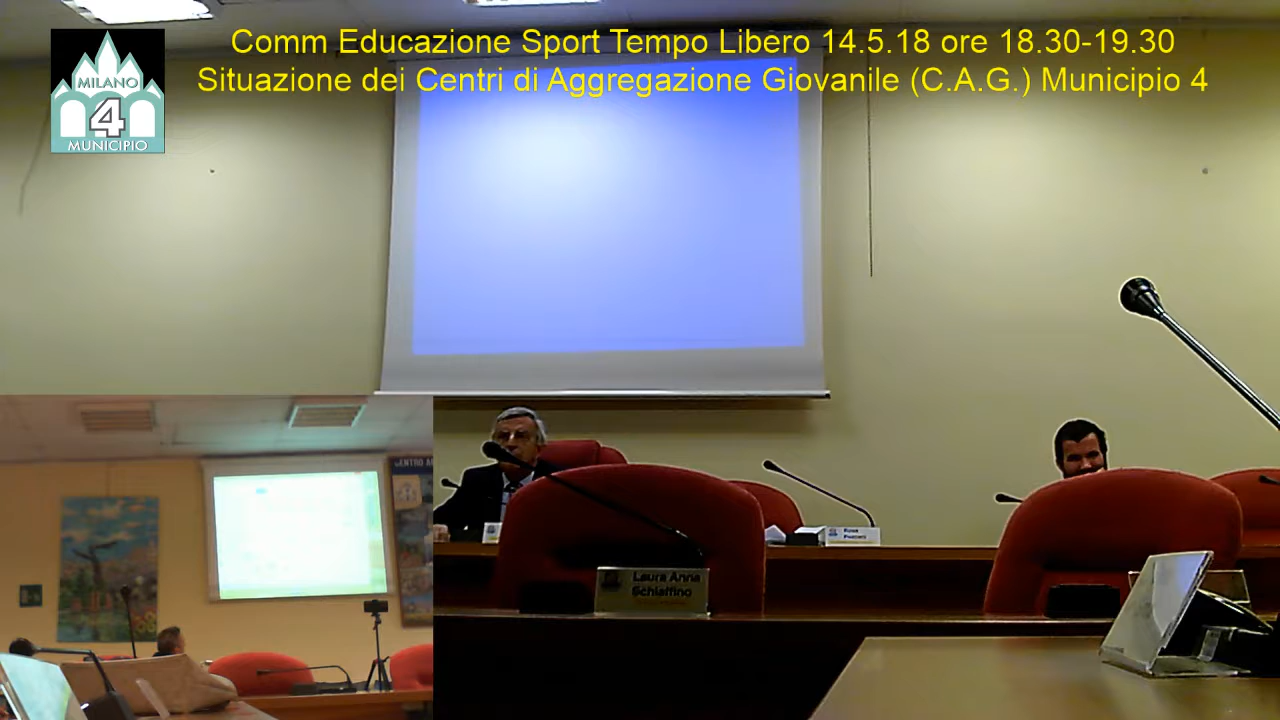 Comm Educazione Sport Tempo Libero 14.5.18 ore 18.30-19.30
Situazione dei Centri di Aggregazione Giovanile (C.A.G.) Municipio 4
MILANO
4
MUNICIPIO
Laura Anna
Schiaffino